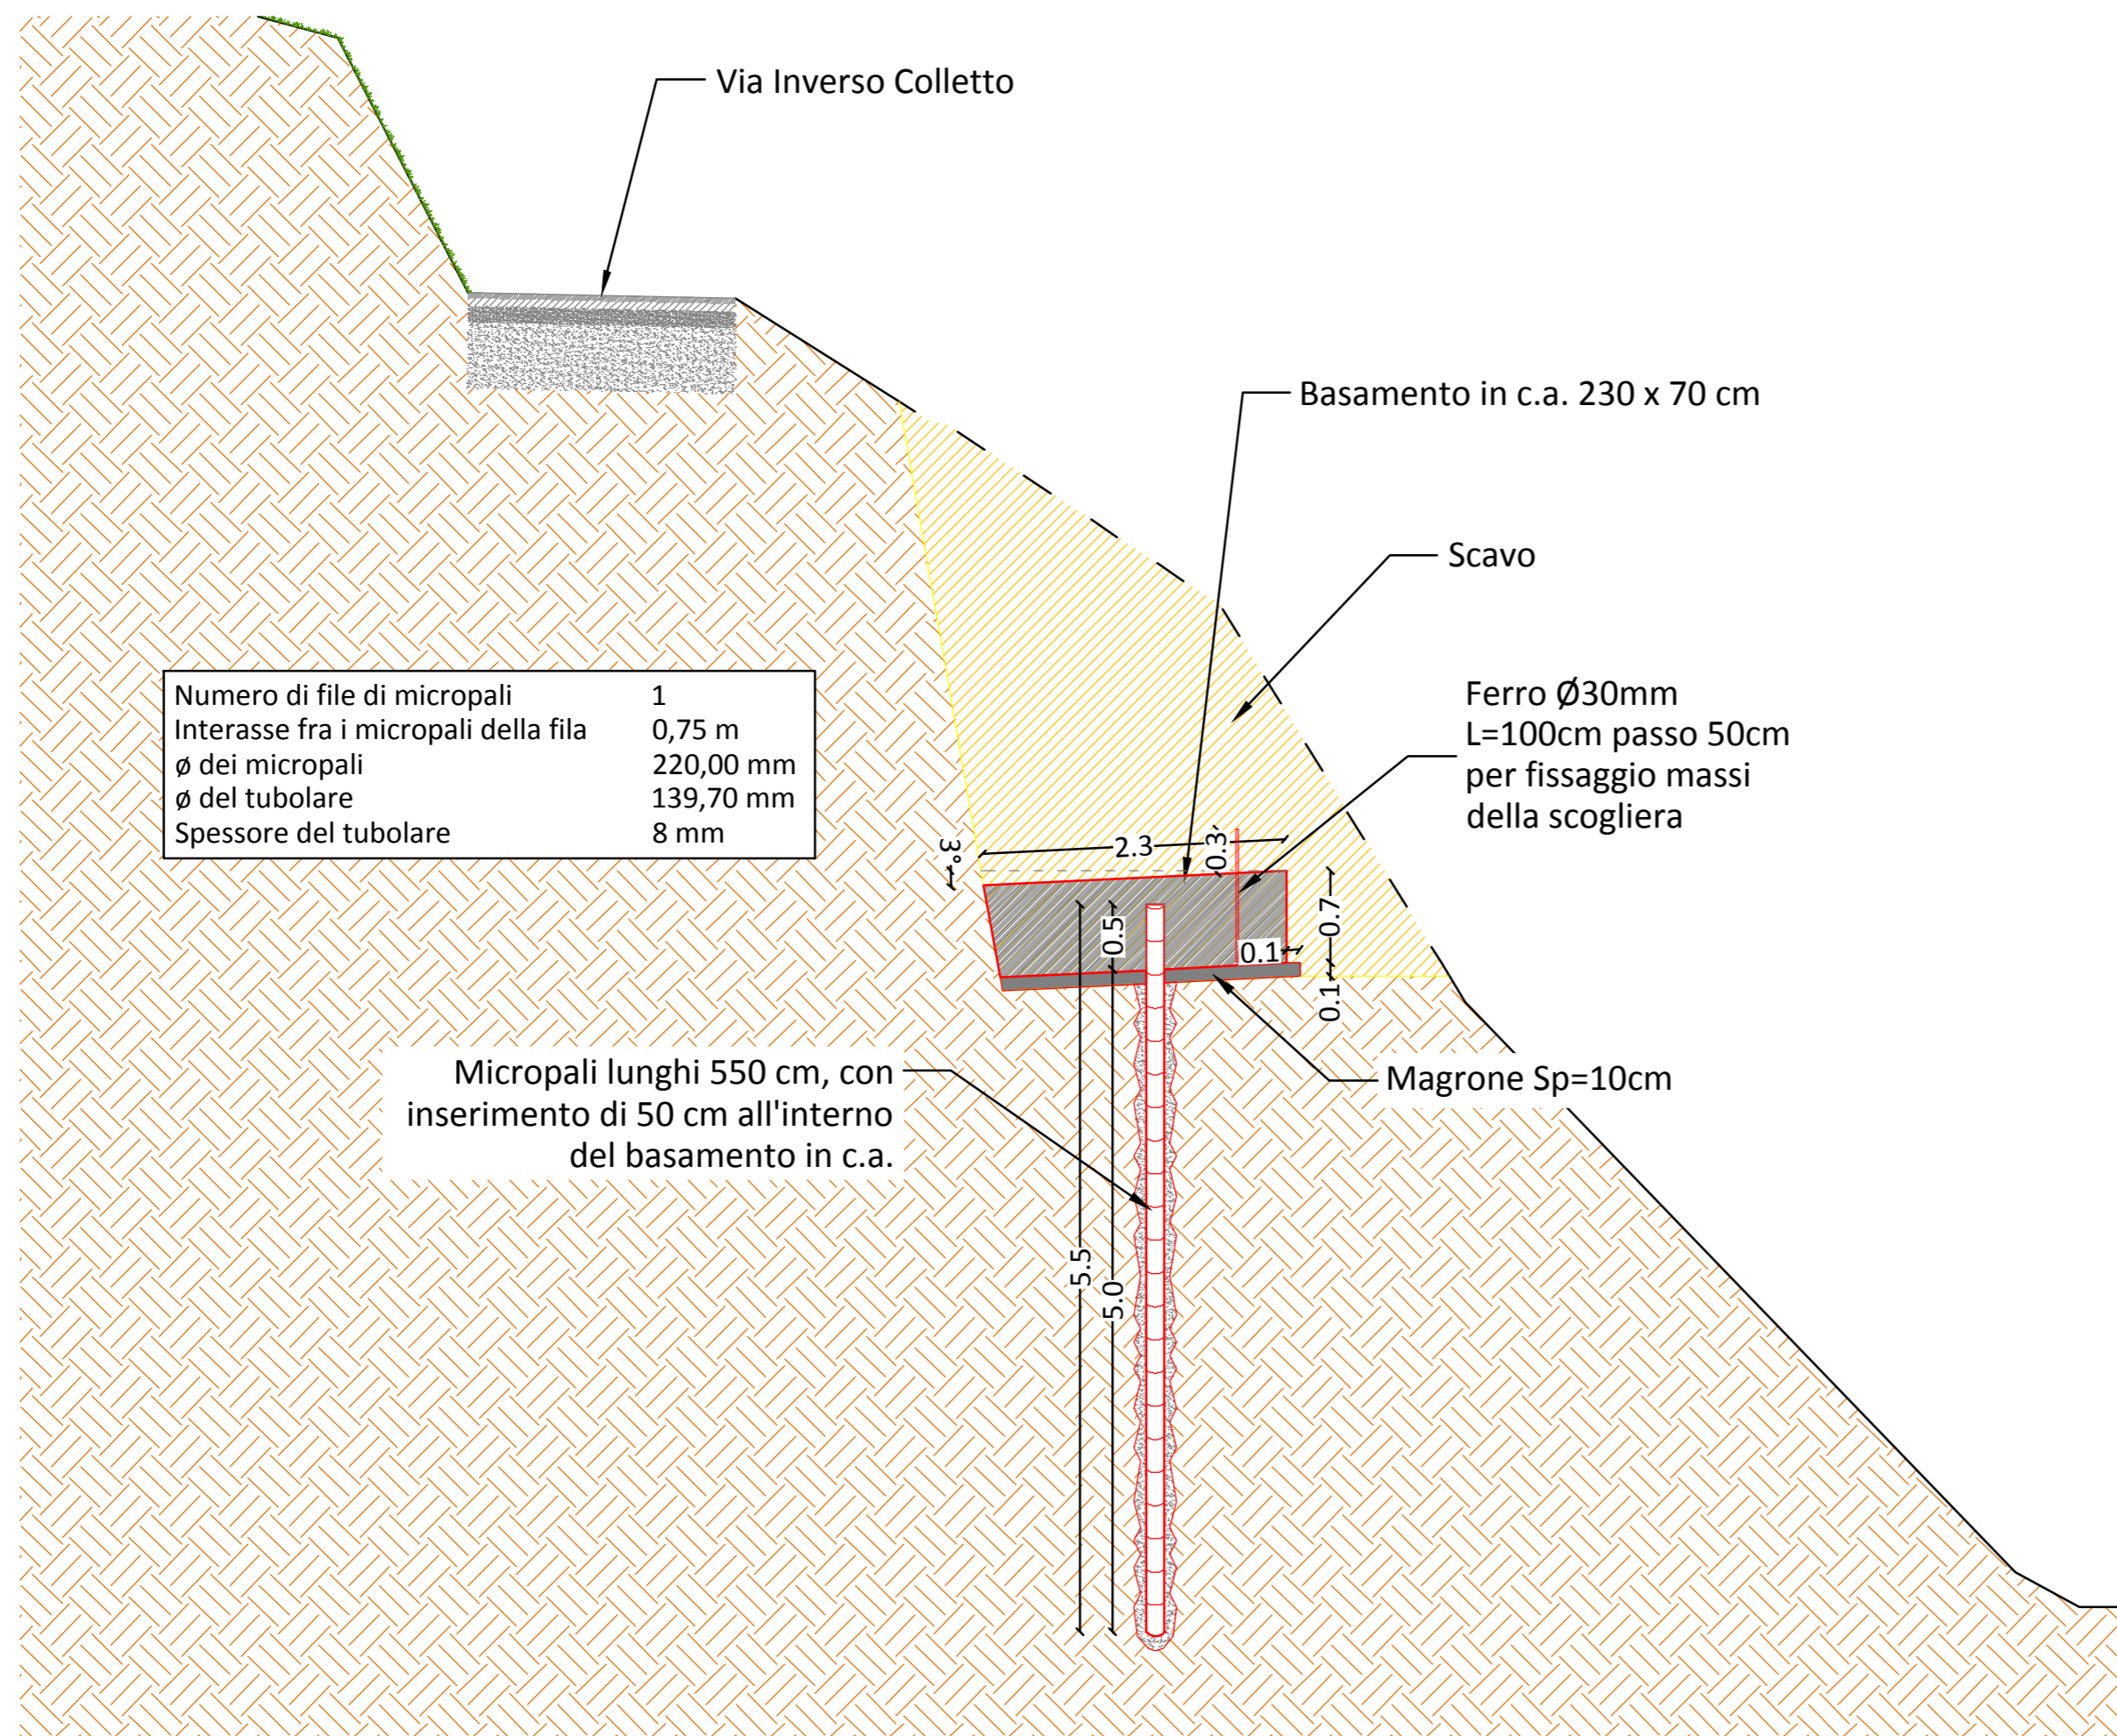 Via Inverso Colletto
Basamento in c.a. 230 x 70 cm
Scavo
Numero di file di micropali 1
Interasse fra i micropali della fila 0,75 m
ø dei micropali 220,00 mm
ø del tubolare 139,70 mm
Spessore del tubolare 8 mm
Ferro Ø30mm
L=100cm passo 50cm
per fissaggio massi
della scogliera
3°
2.3
0.3
0.7
0.5
0.1
0.1
Micropali lunghi 550 cm, con
inserimento di 50 cm all'interno
del basamento in c.a.
Magrone Sp=10cm
5.5
5.0